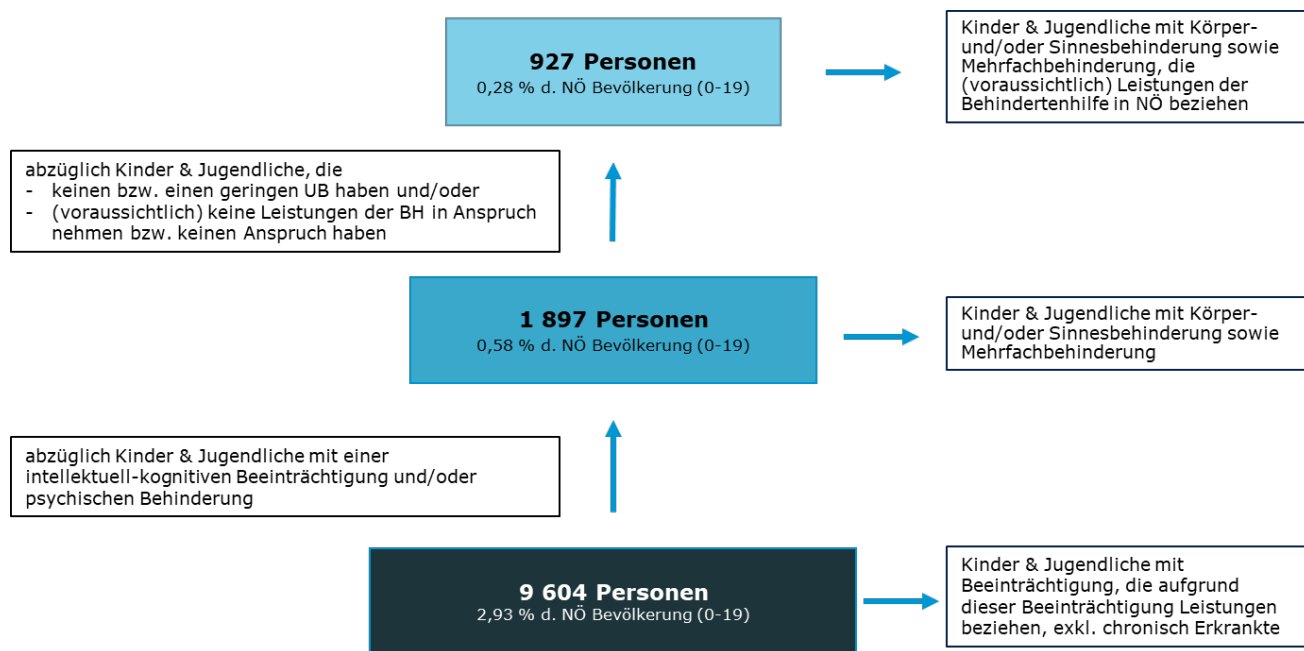 927 Personen
0,28 % d. NÖ Bevölkerung (0-19)
Kinder & Jugendliche mit Körper-
und/oder Sinnesbehinderung sowie
Mehrfachbehinderung, die
(voraussichtlich) Leistungen der
Behindertenhilfe in NÖ beziehen
abzüglich Kinder & Jugendliche, die
- keinen bzw. einen geringen UB haben und/oder
- (voraussichtlich) keine Leistungen der BH in Anspruch
nehmen bzw. keinen Anspruch haben
1 897 Personen
0,58 % d. NÖ Bevölkerung (0-19)
Kinder & Jugendliche mit Körper-
und/oder Sinnesbehinderung sowie
Mehrfachbehinderung
abzüglich Kinder & Jugendliche mit einer
intellektuell-kognitiven Beeinträchtigung und/oder
psychischen Behinderung
9 604 Personen
2,93 % d. NÖ Bevölkerung (0-19)
Kinder & Jugendliche mit
Beeinträchtigung, die aufgrund
dieser Beeinträchtigung Leistungen
beziehen, exkl. chronisch Erkrankte